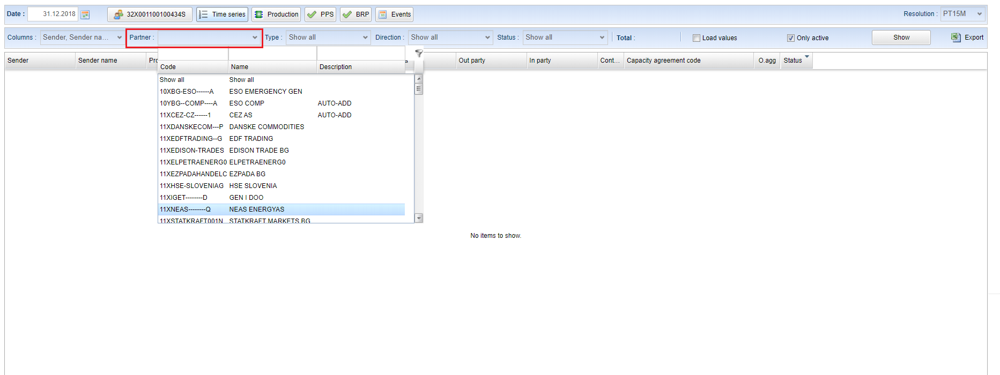 Date : 31.12.2018 32X001100100434S Time series Production PPS BRP Events Resolution : PT15M
Columns : Sender, Sender na... Partner : Type : Show all Direction : Show all Status : Show all Total : Load values Only active Show Export
Sender Sender name Out party In party Cont... Capacity agreement code O.agg Status
Code Name Description
Show all Show all
10XBG-ESO------A ESO EMERGENCY GEN
10YBG--COMP----A ESO COMP AUTO-ADD
11XCEZ-CZ------1 CEZ AS AUTO-ADD
11XDANSKECOM---P DANSKE COMMODITIES
11XEDFTRADING--G EDF TRADING
11XEDISON-TRADES EDISON TRADE BG
11XELPETRAENERG0 ELPETRAENERG0
11XEZPADAHANDELC EZPADA BG
11XHSE-SLOVENIAG HSE SLOVENIA
11XIGET--------D GEN I DOO
11XNEAS--------Q NEAS ENERGYAS
11XSTATKRAFT001N STATKRAFT MARKETS BG
No items to show.